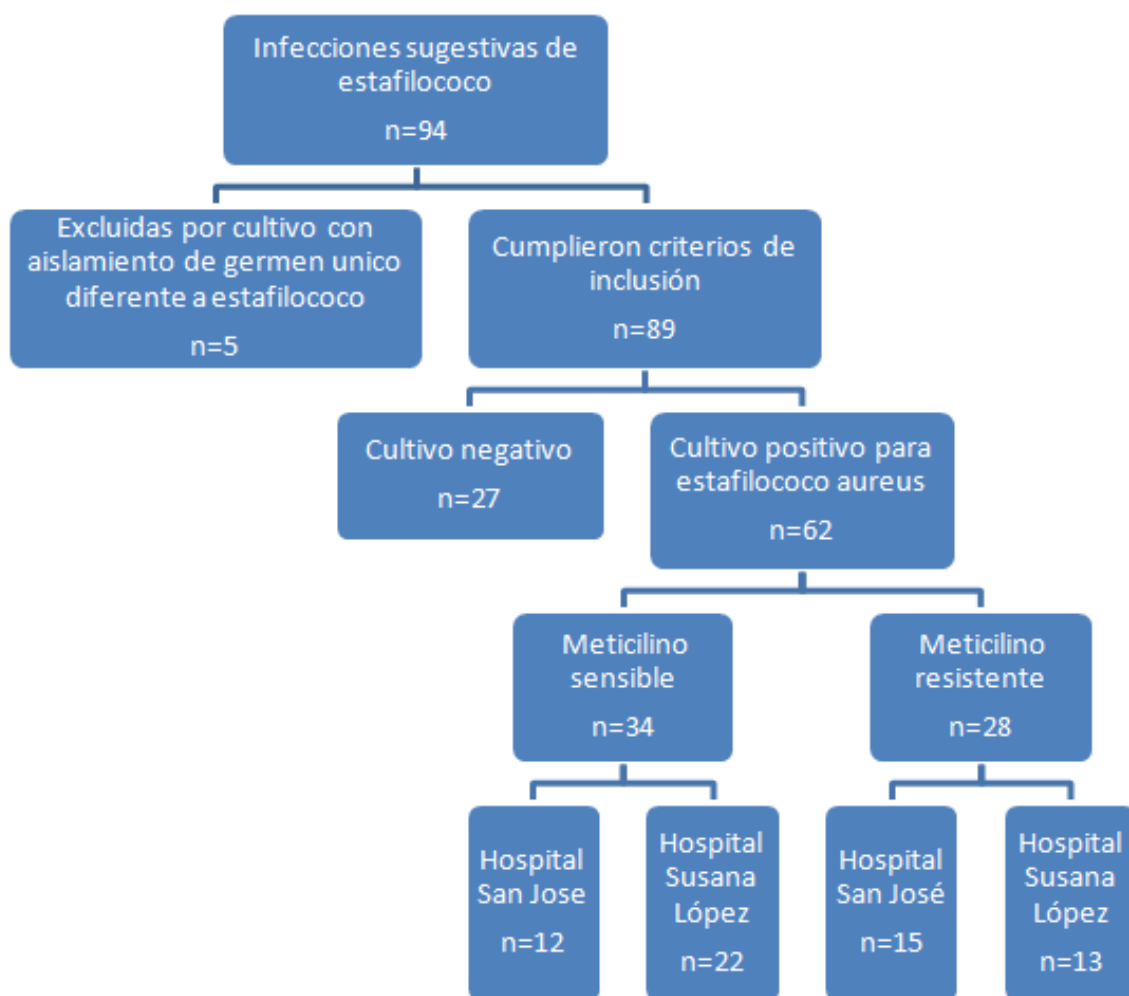 Infecciones sugestivas de
estafilococo
n=94
Excluidas por cultivo con
aislamiento de germen unico
diferente a estafilococo
n=5
Cumplieron criterios de
inclusión
n=89
Cultivo negativo
n=27
Cultivo positivo para
estafilococo aureus
n=62
Meticilino
sensible
n=34
Meticilino
resistente
n=28
Hospital
San Jose
n=12
Hospital
Susana
López
n=22
Hospital
San José
n=15
Hospital
Susana
López
n=13